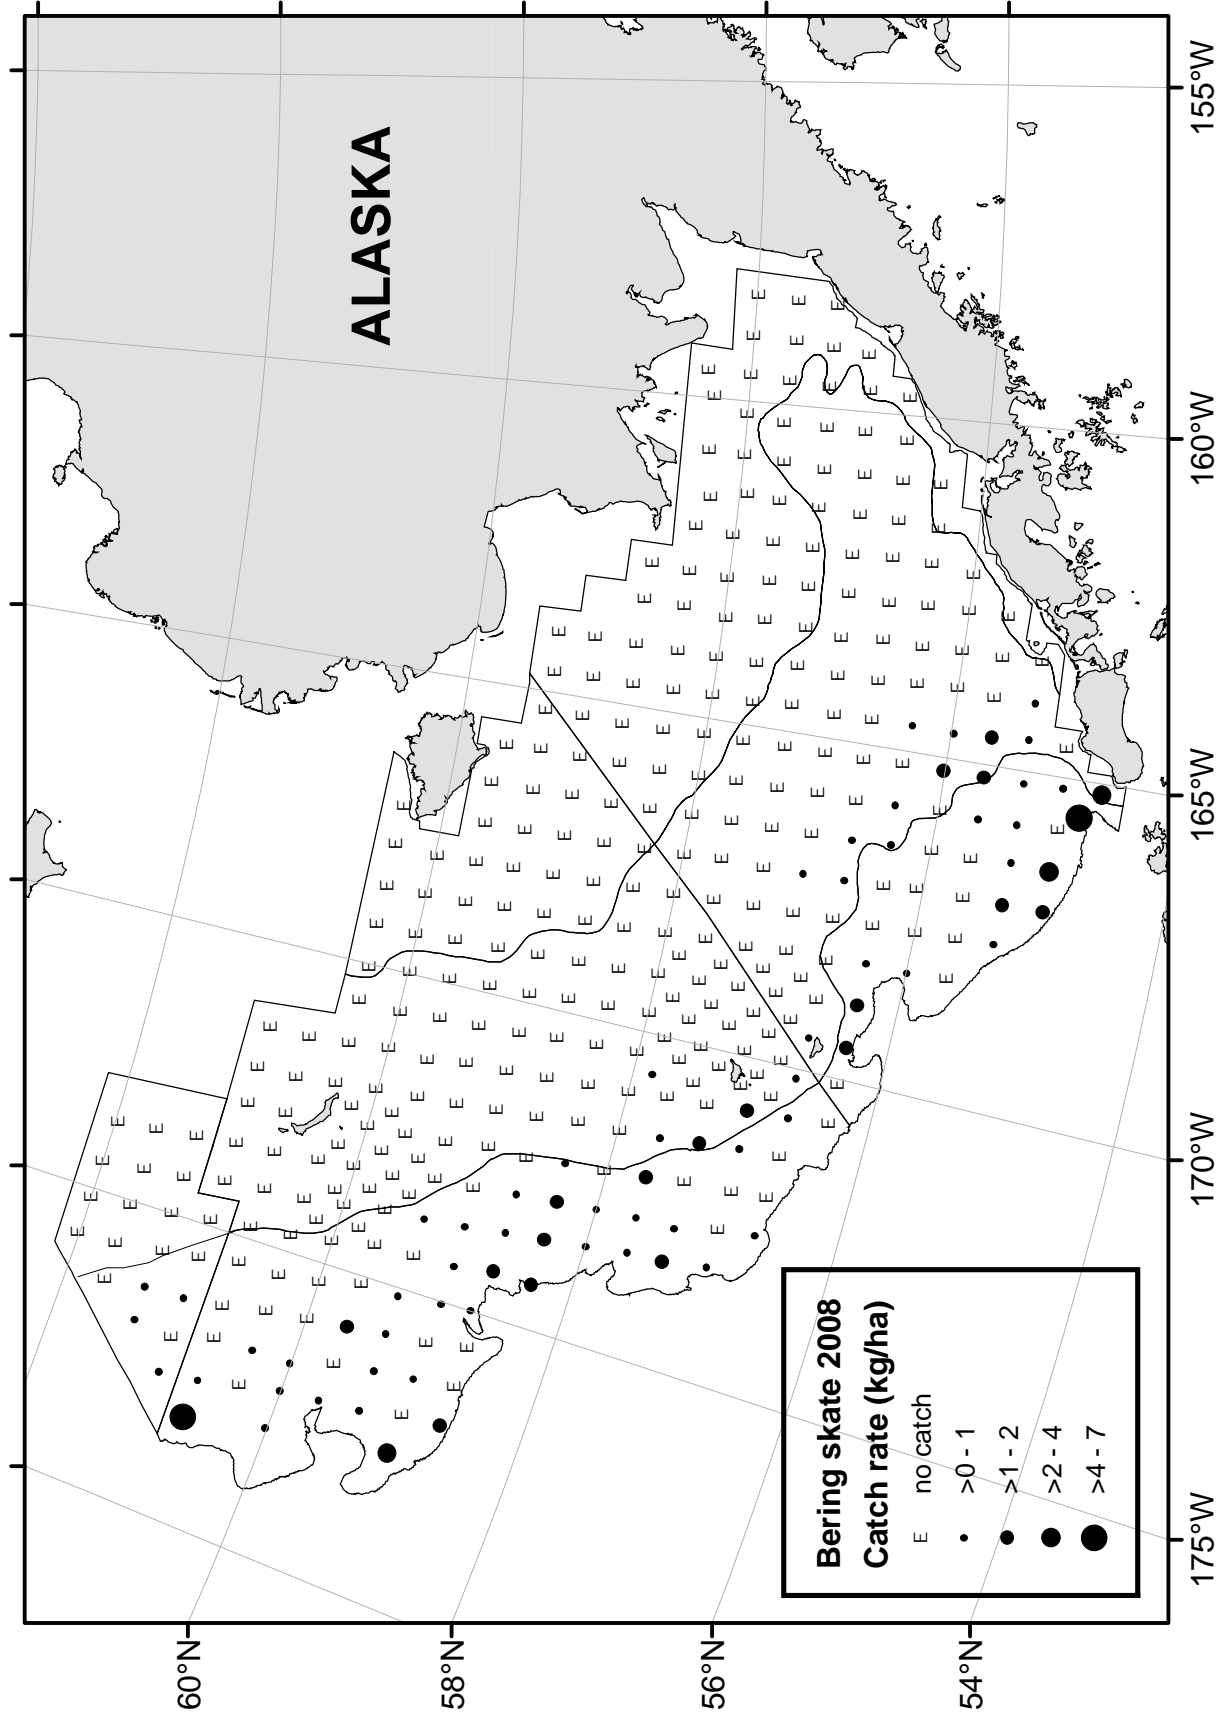 ALASKA
Bering skate 2008
Catch rate (kg/ha)
E no catch
>0 - 1
>1 - 2
>2 - 4
>4 - 7
60°N
58°N
56°N
54°N
175°W
170°W
165°W
160°W
155°W